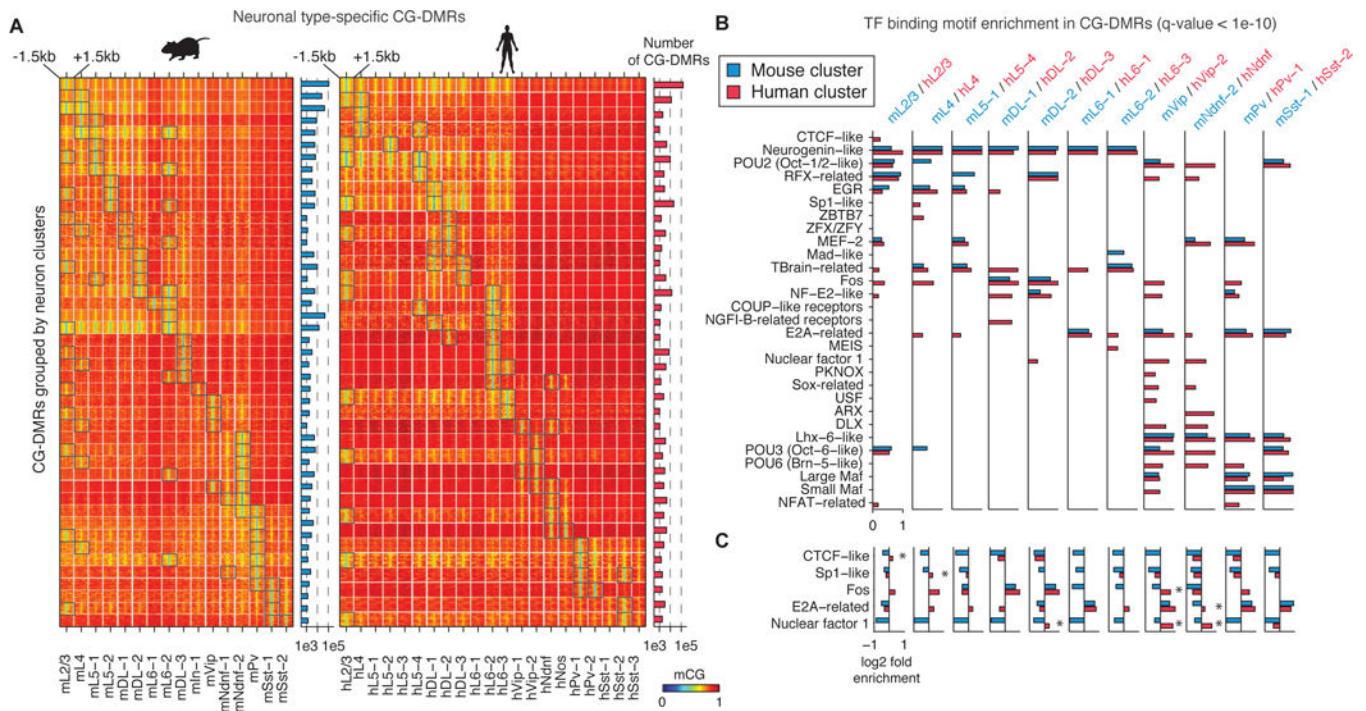 A
Neuronal type-specific CG-DMRs
-1.5kb
+1.5kb
-1.5kb
+1.5kb
Number
of CG-DMRs
CG-DMRs grouped by neuron clusters
mL2/3
mL4
mL5-1
mL5-2
mDL-1
mDL-2
mL6-1
mL6-2
mDL-3
mIn-1
mVip
mNdnf-1
mNdnf-2
mPv
mSst-1
mSst-2
1e3
1e5
hL2/3
hL4
hL5-1
hL5-2
hL5-3
hL5-4
hDL-1
hDL-2
hDL-3
hL6-1
hL6-2
hL6-3
hVip-1
hVip-2
hNdnf
hNos
hPv-1
hPv-2
hSst-1
hSst-2
hSst-3
1e3
1e5
mCG
0
1
B
TF binding motif enrichment in CG-DMRs (q-value < 1e-10)
Mouse cluster
Human cluster
mL2/3 / hL2/3
mL4 / hL4
mL5-1 / hL5-4
mDL-1 / hDL-2
mDL-2 / hDL-3
mL6-1 / hL6-1
mL6-2 / hL6-3
mVip / hVip-2
mNdnf-2 / hNdnf
mPv / hPv-1
mSst-1 / hSst-2
CTCF-like
Neurogenin-like
POU2 (Oct-1/2-like)
RFX-related
EGR
Sp1-like
ZBTB7
ZFX/ZFY
MEF-2
Mad-like
TBrain-related
Fos
NF-E2-like
COUP-like receptors
NGFI-B-related receptors
E2A-related
MEIS
Nuclear factor 1
PKNOX
Sox-related
USF
ARX
DLX
Lhx-6-like
POU3 (Oct-6-like)
POU6 (Brn-5-like)
Large Maf
Small Maf
NFAT-related
0
1
C
CTCF-like *
Sp1-like *
Fos *
E2A-related *
Nuclear factor 1 * * *
-1
1
log2 fold
enrichment